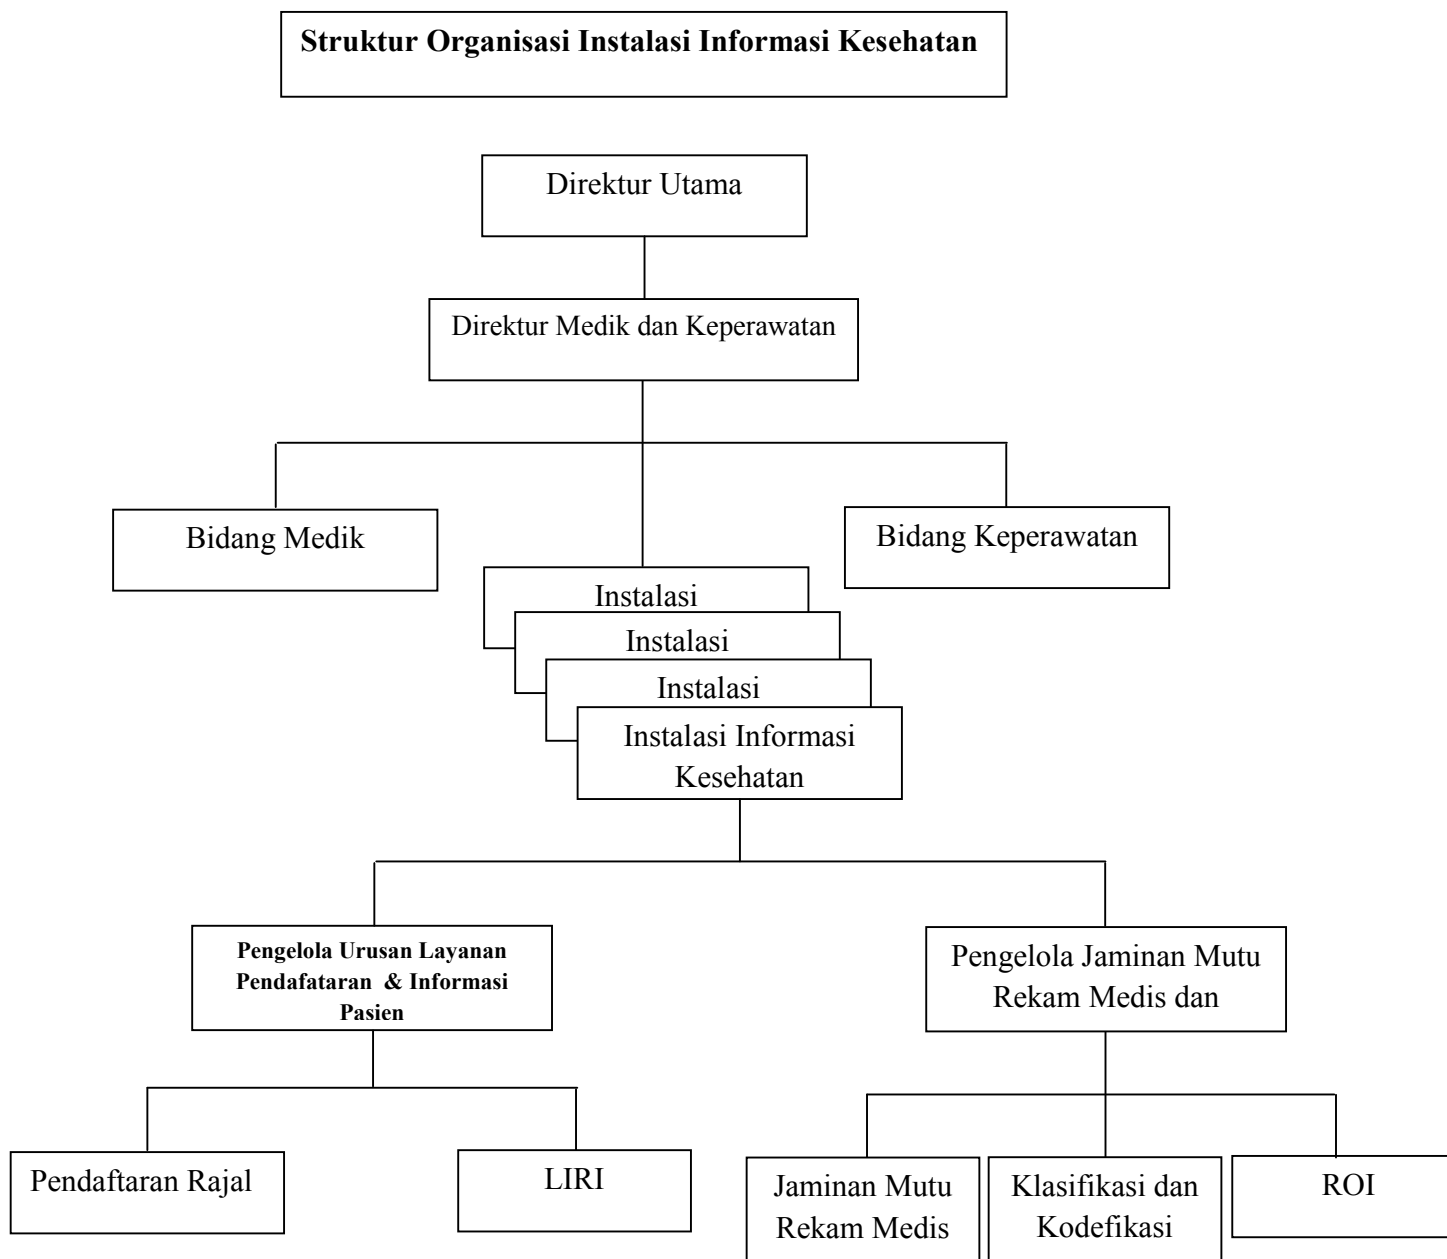 Struktur Organisasi Instalasi Informasi Kesehatan
Direktur Utama
Direktur Medik dan Keperawatan
Bidang Medik
Bidang Keperawatan
Instalasi
Instalasi
Instalasi
Instalasi Informasi
Kesehatan
Pengelola Urusan Layanan
Pendafataran & Informasi
Pasien
Pengelola Jaminan Mutu
Rekam Medis dan
Pendaftaran Rajal
LIRI
Jaminan Mutu
Rekam Medis
Klasifikasi dan
Kodefikasi
ROI